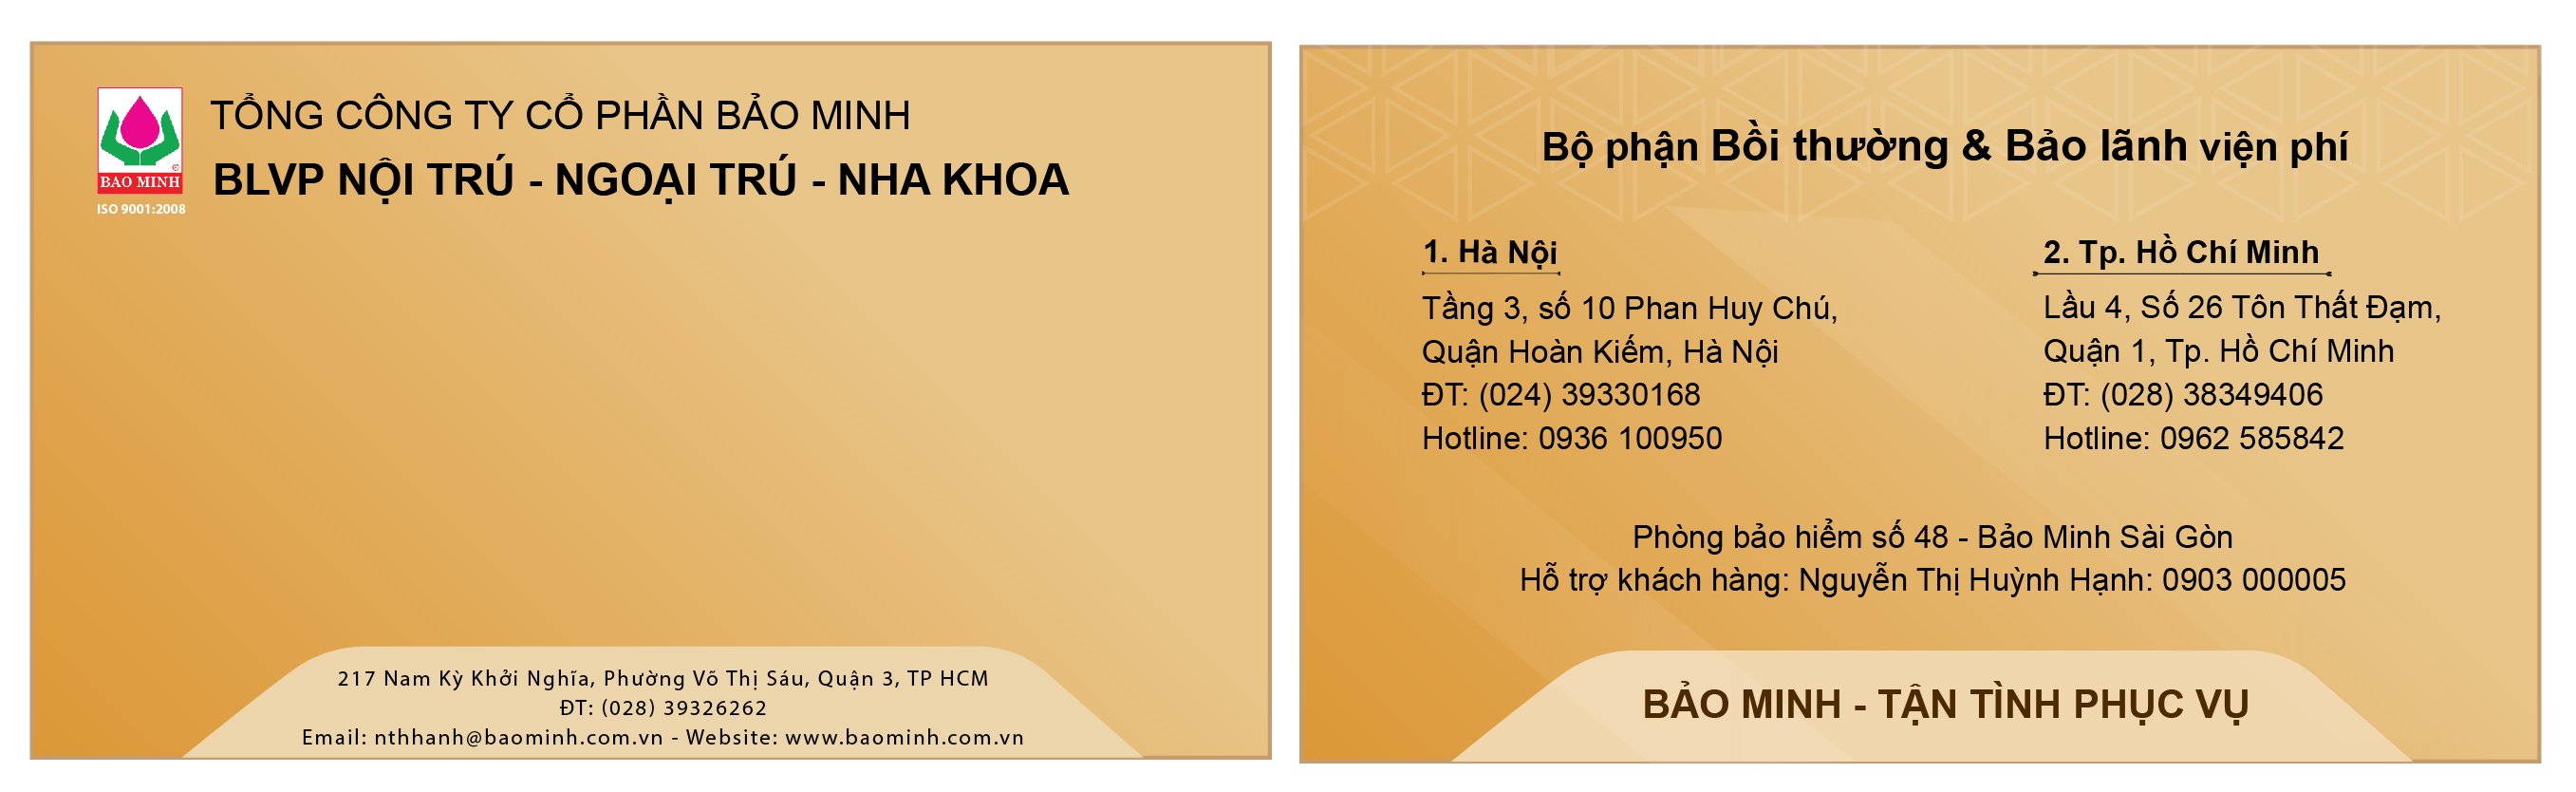 BAO MINH
ISO 9001:2008
TỔNG CÔNG TY CỔ PHẦN BẢO MINH
BLVP NỘI TRÚ - NGOẠI TRÚ - NHA KHOA
217 Nam Kỳ Khởi Nghĩa, Phường Võ Thị Sáu, Quận 3, TP HCM
ĐT: (028) 39326262
Email: nthhanh@baominh.com.vn - Website: www.baominh.com.vn
Bộ phận Bồi thường & Bảo lãnh viện phí
1. Hà Nội
Tầng 3, số 10 Phan Huy Chú,
Quận Hoàn Kiếm, Hà Nội
ĐT: (024) 39330168
Hotline: 0936 100950
2. Tp. Hồ Chí Minh
Lầu 4, Số 26 Tôn Thất Đạm,
Quận 1, Tp. Hồ Chí Minh
ĐT: (028) 38349406
Hotline: 0962 585842
Phòng bảo hiểm số 48 - Bảo Minh Sài Gòn
Hỗ trợ khách hàng: Nguyễn Thị Huỳnh Hạnh: 0903 000005
BẢO MINH - TẬN TÌNH PHỤC VỤ